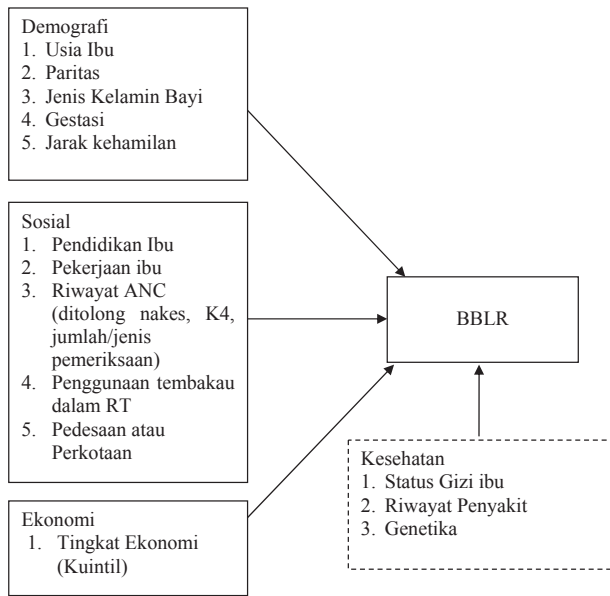 Demografi
1. Usia Ibu
2. Paritas
3. Jenis Kelamin Bayi
4. Gestasi
5. Jarak kehamilan
Sosial
1. Pendidikan Ibu
2. Pekerjaan ibu
3. Riwayat ANC
(ditolong nakes, K4,
jumlah/jenis
pemeriksaan)
4. Penggunaan tembakau
dalam RT
5. Pedesaan atau
Perkotaan
Ekonomi
1. Tingkat Ekonomi
(Kuintil)
BBLR
Kesehatan
1. Status Gizi ibu
2. Riwayat Penyakit
3. Genetika